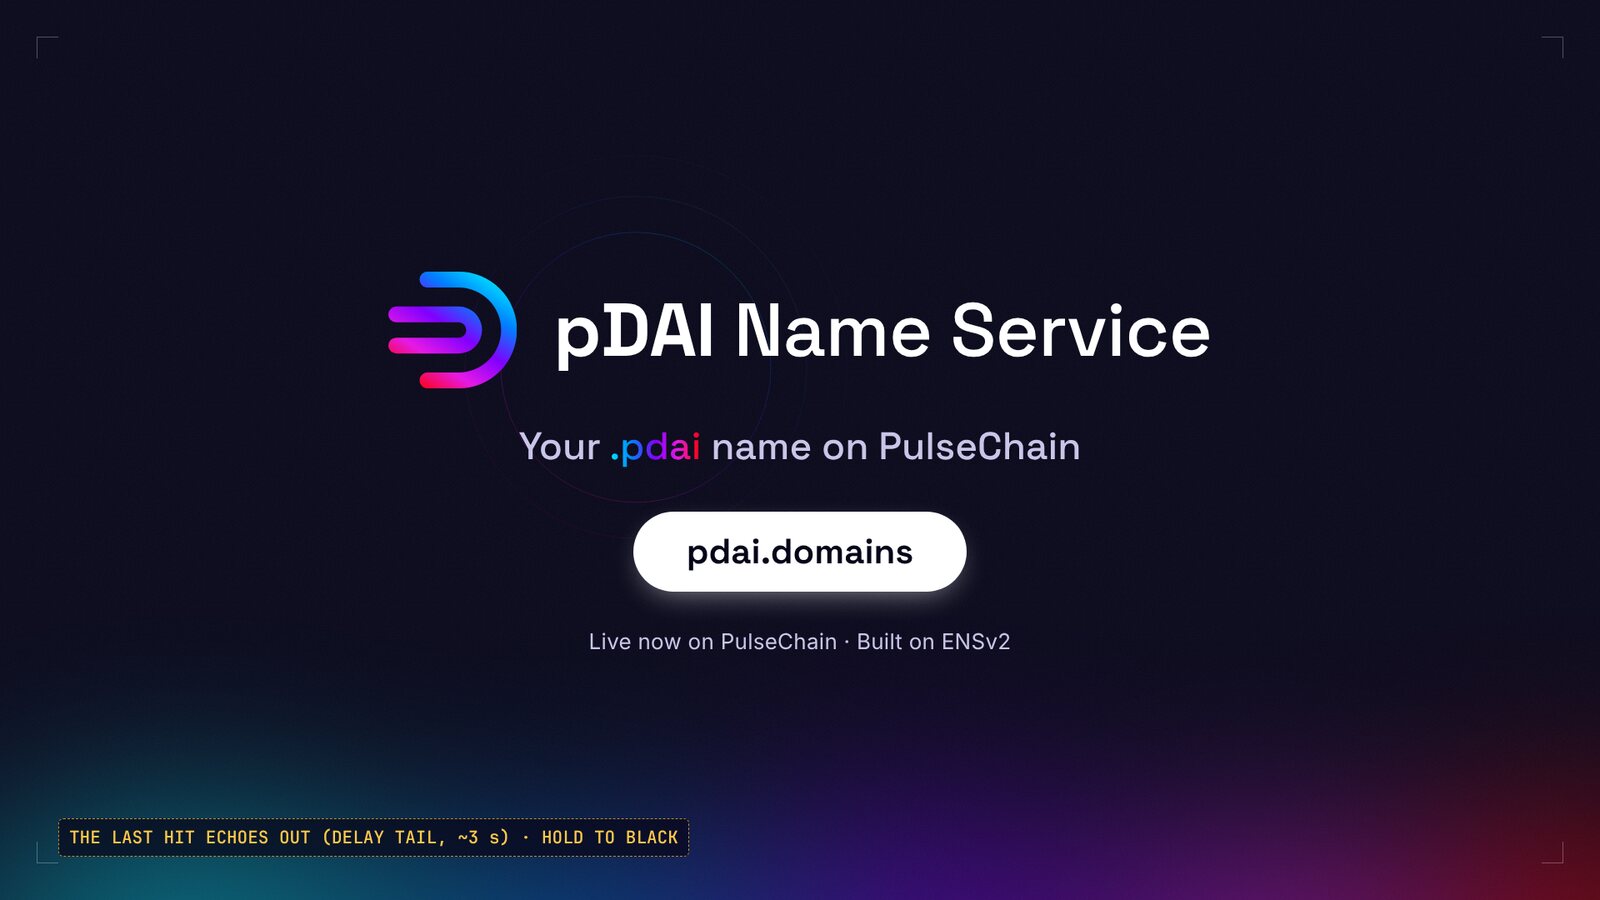 pDAI Name Service
Your .pdai name on PulseChain
pdai.domains
Live now on PulseChain · Built on ENSv2
THE LAST HIT ECHOES OUT (DELAY TAIL, ~3 s) · HOLD TO BLACK